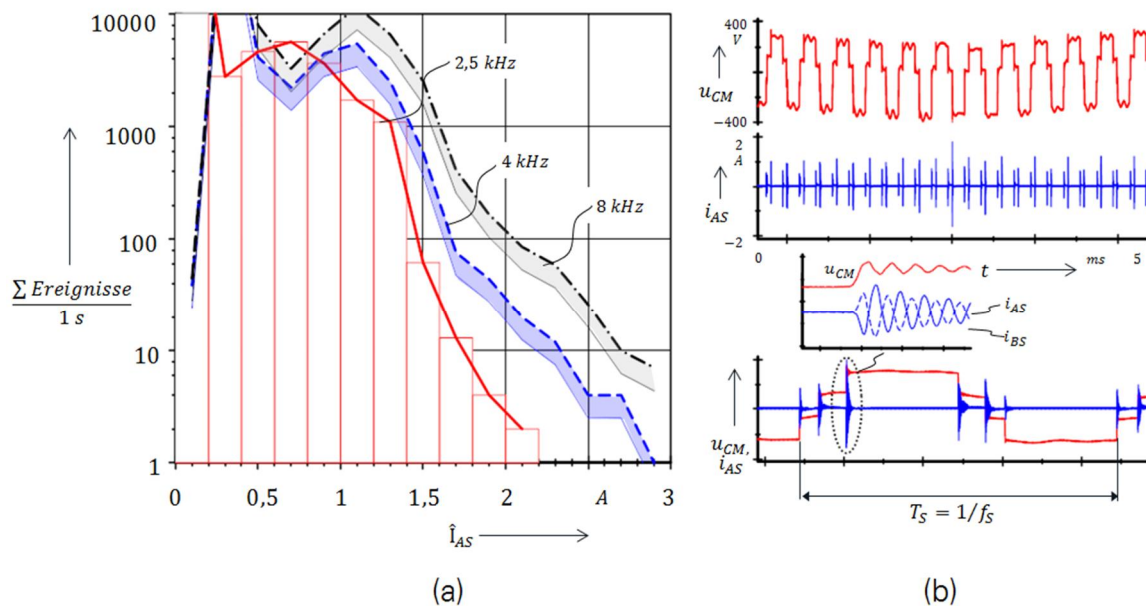 10000
1000
100
10
1
∑ Ereignisse
1 s
0 0,5 1 1,5 2 A 3
Î_AS
2,5 kHz
4 kHz
8 kHz
(a)
400
V
u_CM
−400
2
A
i_AS
−2
0 ms 5
t
u_CM
i_AS
i_BS
u_CM,
i_AS
T_S = 1/f_S
(b)